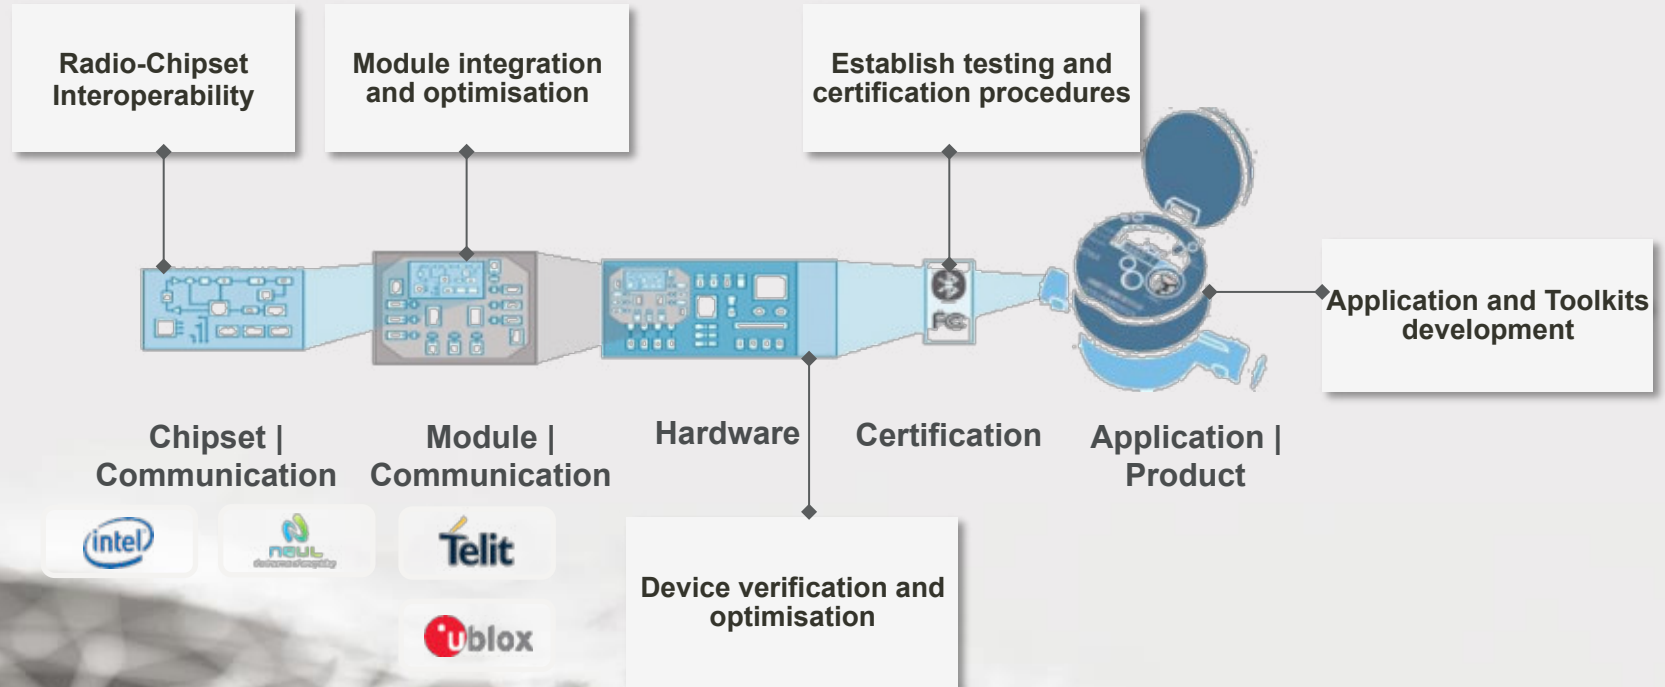 Radio-Chipset
Interoperability
Module integration
and optimisation
Establish testing and
certification procedures
Application and Toolkits
development
FC
Chipset |
Communication
Module |
Communication
Hardware
Certification
Application |
Product
intel
neul
Telit
ublox
Device verification and
optimisation